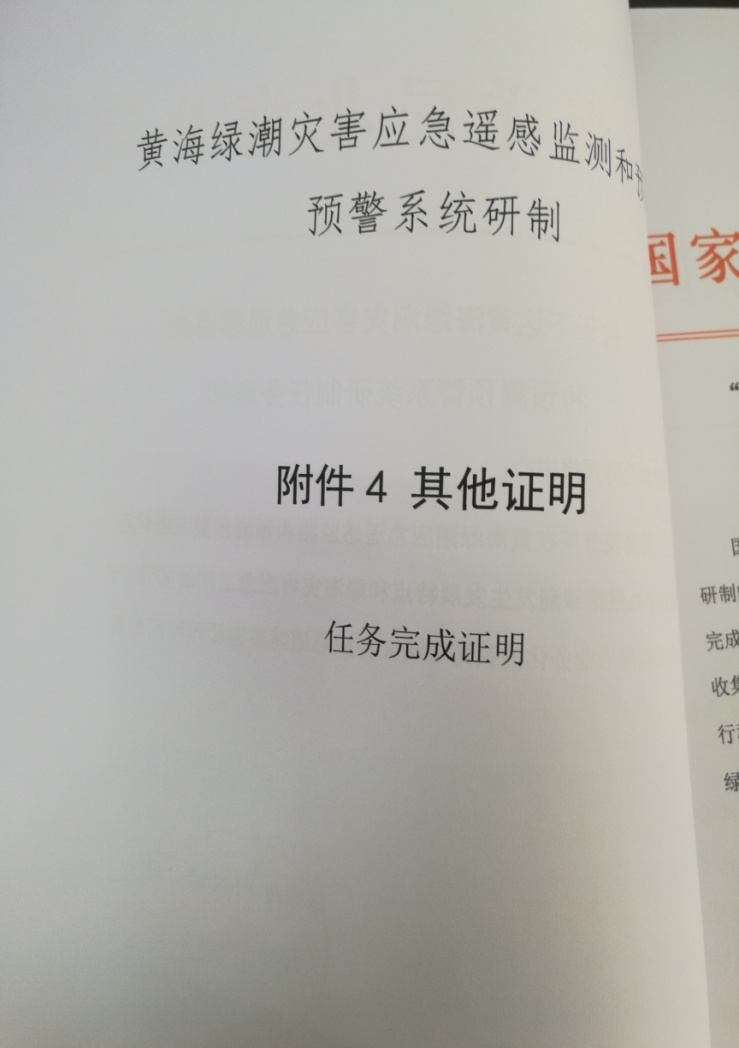 黄海绿潮灾害应急遥感监测和
预警系统研制
附件 4 其他证明
任务完成证明
国家
“
研制
完成
收集
行
绿